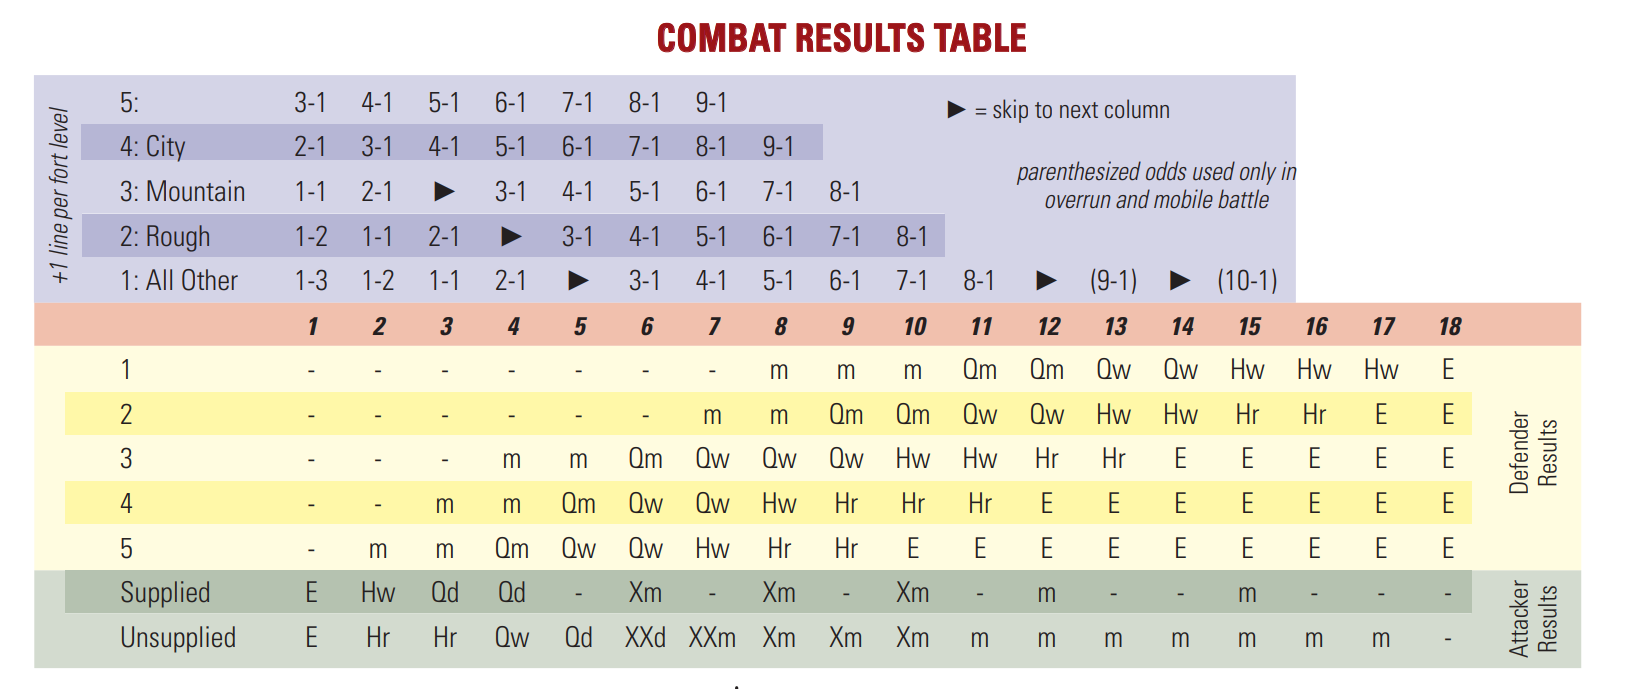 COMBAT RESULTS TABLE
+1 line per fort level
5: 3-1 4-1 5-1 6-1 7-1 8-1 9-1
▶ = skip to next column
4: City 2-1 3-1 4-1 5-1 6-1 7-1 8-1 9-1
parenthesized odds used only in
overrun and mobile battle
3: Mountain 1-1 2-1 ▶ 3-1 4-1 5-1 6-1 7-1 8-1
2: Rough 1-2 1-1 2-1 ▶ 3-1 4-1 5-1 6-1 7-1 8-1
1: All Other 1-3 1-2 1-1 2-1 ▶ 3-1 4-1 5-1 6-1 7-1 8-1 ▶ (9-1) ▶ (10-1)
1 2 3 4 5 6 7 8 9 10 11 12 13 14 15 16 17 18
1 - - - - - - - m m m Qm Qm Qw Qw Hw Hw Hw E
2 - - - - - - m m Qm Qm Qw Qw Hw Hw Hr Hr E E
3 - - - m m Qm Qw Qw Qw Hw Hw Hr Hr E E E E E
4 - - m m Qm Qw Qw Hw Hr Hr Hr E E E E E E E
5 - m m Qm Qw Qw Hw Hr Hr E E E E E E E E E
Defender
Results
Supplied E Hw Qd Qd - Xm - Xm - Xm - m - - m - - -
Unsupplied E Hr Hr Qw Qd XXd XXm Xm Xm Xm m m m m m m m -
Attacker
Results